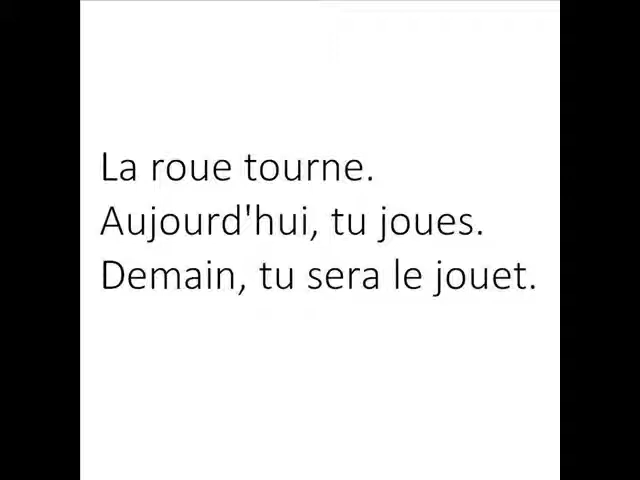 La roue tourne.
Aujourd'hui, tu joues.
Demain, tu sera le jouet.